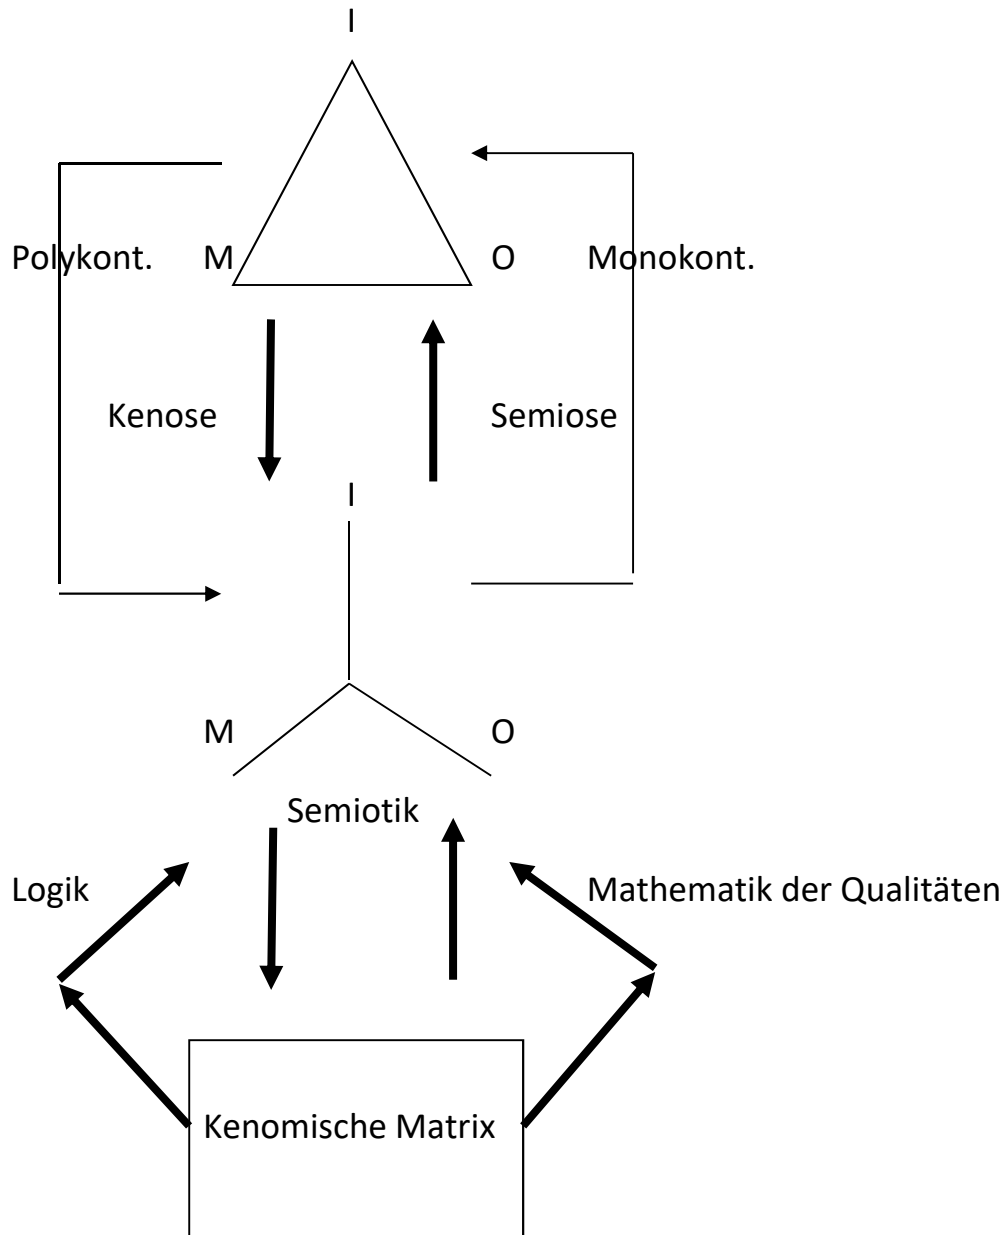 I
Polykont. M O Monokont.
Kenose Semiose
I
M O
Semiotik
Logik Mathematik der Qualitäten
Kenomische Matrix